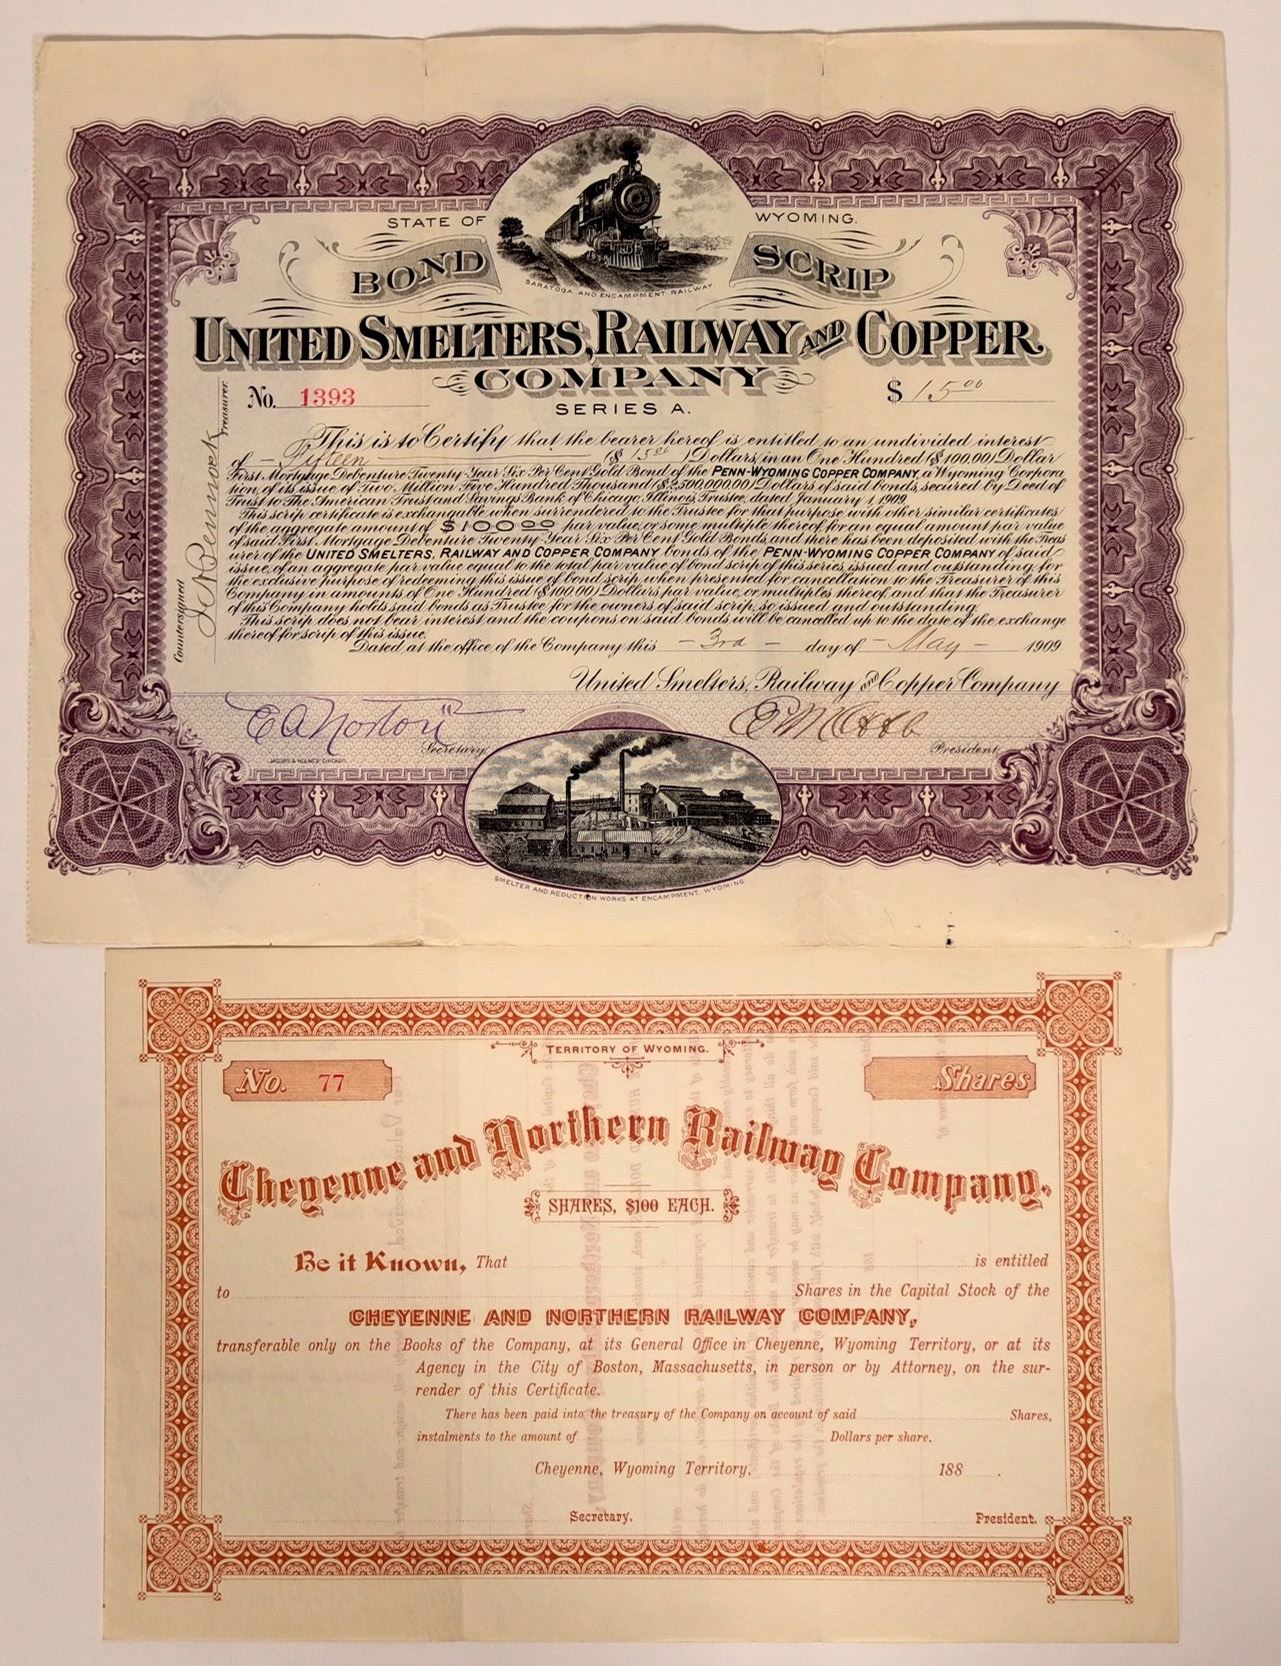 STATE OF WYOMING.
BOND SCRIP
SARATOGA AND ENCAMPMENT RAILWAY.
UNITED SMELTERS, RAILWAY AND COPPER
COMPANY
No. 1393 $ 15.00
SERIES A.
This is to Certify that the bearer hereof is entitled to an undivided interest
of — Fifteen — ($ 15.00 ) Dollars, in an One Hundred ($100.00) Dollar
First Mortgage Debenture Twenty-Year Six Per Cent Gold Bond of the PENN-WYOMING COPPER COMPANY, a Wyoming Corpora
tion, of its issue of Two Million Five Hundred Thousand ($2,500,000.00) Dollars of said bonds, secured by Deed of
Trust to The American Trust and Savings Bank of Chicago, Illinois, Trustee, dated January 1, 1909.
This scrip certificate is exchangable when surrendered to the Trustee for that purpose with other similar certificates
of the aggregate amount of $100.00 par value, or some multiple thereof for an equal amount par value
of said First Mortgage Debenture Twenty-Year Six Per Cent Gold Bonds, and there has been deposited with the Treas
urer of the UNITED SMELTERS, RAILWAY AND COPPER COMPANY bonds of the PENN-WYOMING COPPER COMPANY of said
issue, of an aggregate par value equal to the total par value of bond scrip of this series, issued and outstanding, for
the exclusive purpose of redeeming this issue of bond scrip when presented for cancellation to the Treasurer of this
Company in amounts of One Hundred ($100.00) Dollars par value, or multiples thereof, and that the Treasurer
of this Company holds said bonds as Trustee for the owners of said scrip, so issued and outstanding.
This scrip does not bear interest and the coupons on said bonds will be cancelled up to the date of the exchange
thereof for scrip of this issue.
Dated at the office of the Company this — 3rd — day of — May — 1909
United Smelters, Railway and Copper Company
Countersigned
Treasurer.
E A Norton
Secretary.
E M Cobb
President.
JACOBS & HOLMES CHICAGO.
SMELTER AND REDUCTION WORKS AT ENCAMPMENT, WYOMING.
TERRITORY OF WYOMING.
No. 77 Shares
Cheyenne and Northern Railway Company.
SHARES, $100 EACH.
Be it Known, That is entitled
to Shares in the Capital Stock of the
CHEYENNE AND NORTHERN RAILWAY COMPANY,
transferable only on the Books of the Company, at its General Office in Cheyenne, Wyoming Territory, or at its
Agency in the City of Boston, Massachusetts, in person or by Attorney, on the sur-
render of this Certificate.
There has been paid into the treasury of the Company on account of said Shares,
instalments to the amount of Dollars per share.
Cheyenne, Wyoming Territory, 188 .
Secretary. President.